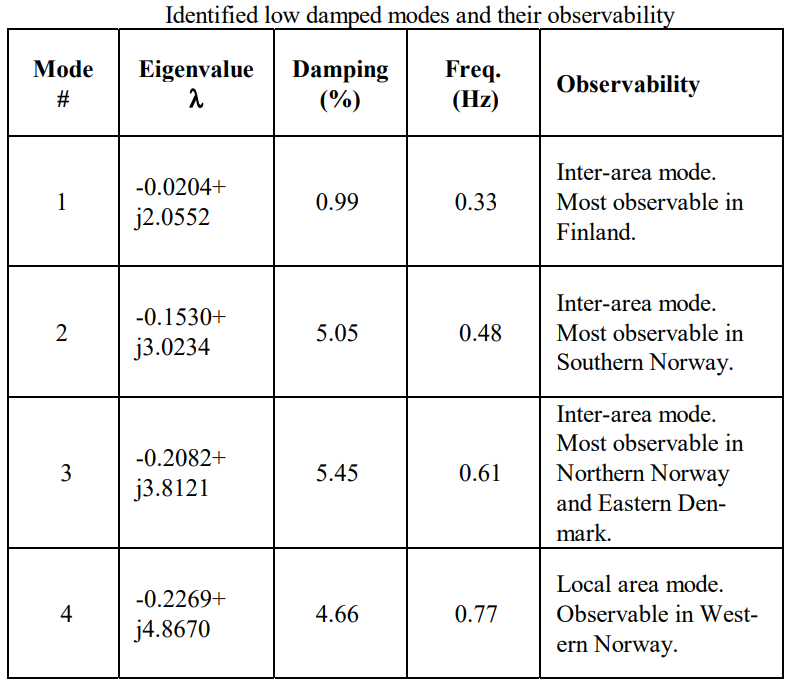 Identified low damped modes and their observability
Mode
#
Eigenvalue
λ
Damping
(%)
Freq.
(Hz)
Observability
1
-0.0204+
j2.0552
0.99
0.33
Inter-area mode.
Most observable in
Finland.
2
-0.1530+
j3.0234
5.05
0.48
Inter-area mode.
Most observable in
Southern Norway.
3
-0.2082+
j3.8121
5.45
0.61
Inter-area mode.
Most observable in
Northern Norway
and Eastern Den-
mark.
4
-0.2269+
j4.8670
4.66
0.77
Local area mode.
Observable in West-
ern Norway.